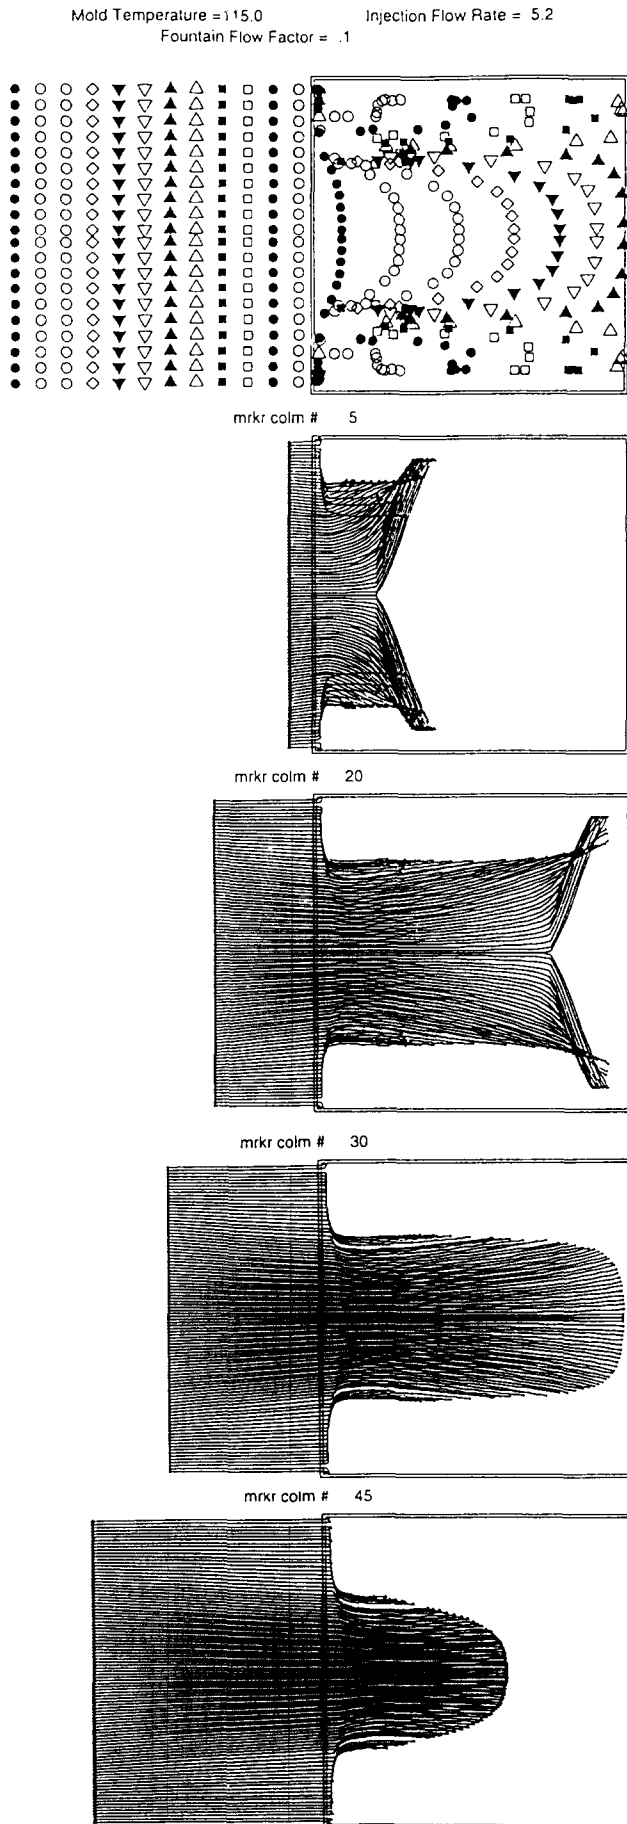 Mold Temperature = 115.0 Injection Flow Rate = 5.2
Fountain Flow Factor = .1
mrkr colm # 5
mrkr colm # 20
mrkr colm # 30
mrkr colm # 45